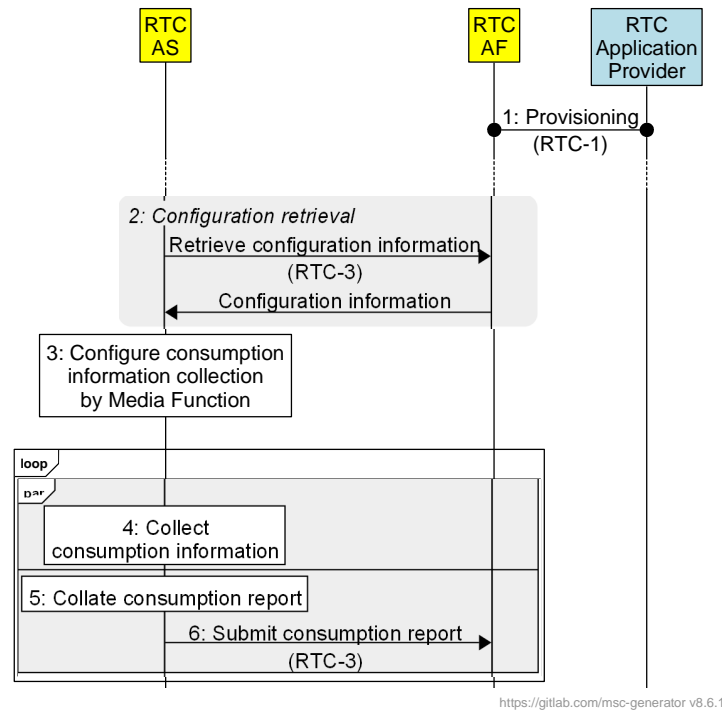 RTC
AS
RTC
AF
RTC
Application
Provider
1: Provisioning
(RTC-1)
2: Configuration retrieval
Retrieve configuration information
(RTC-3)
Configuration information
3: Configure consumption
information collection
by Media Function
loop
par
4: Collect
consumption information
5: Collate consumption report
6: Submit consumption report
(RTC-3)
https://gitlab.com/msc-generator v8.6.1